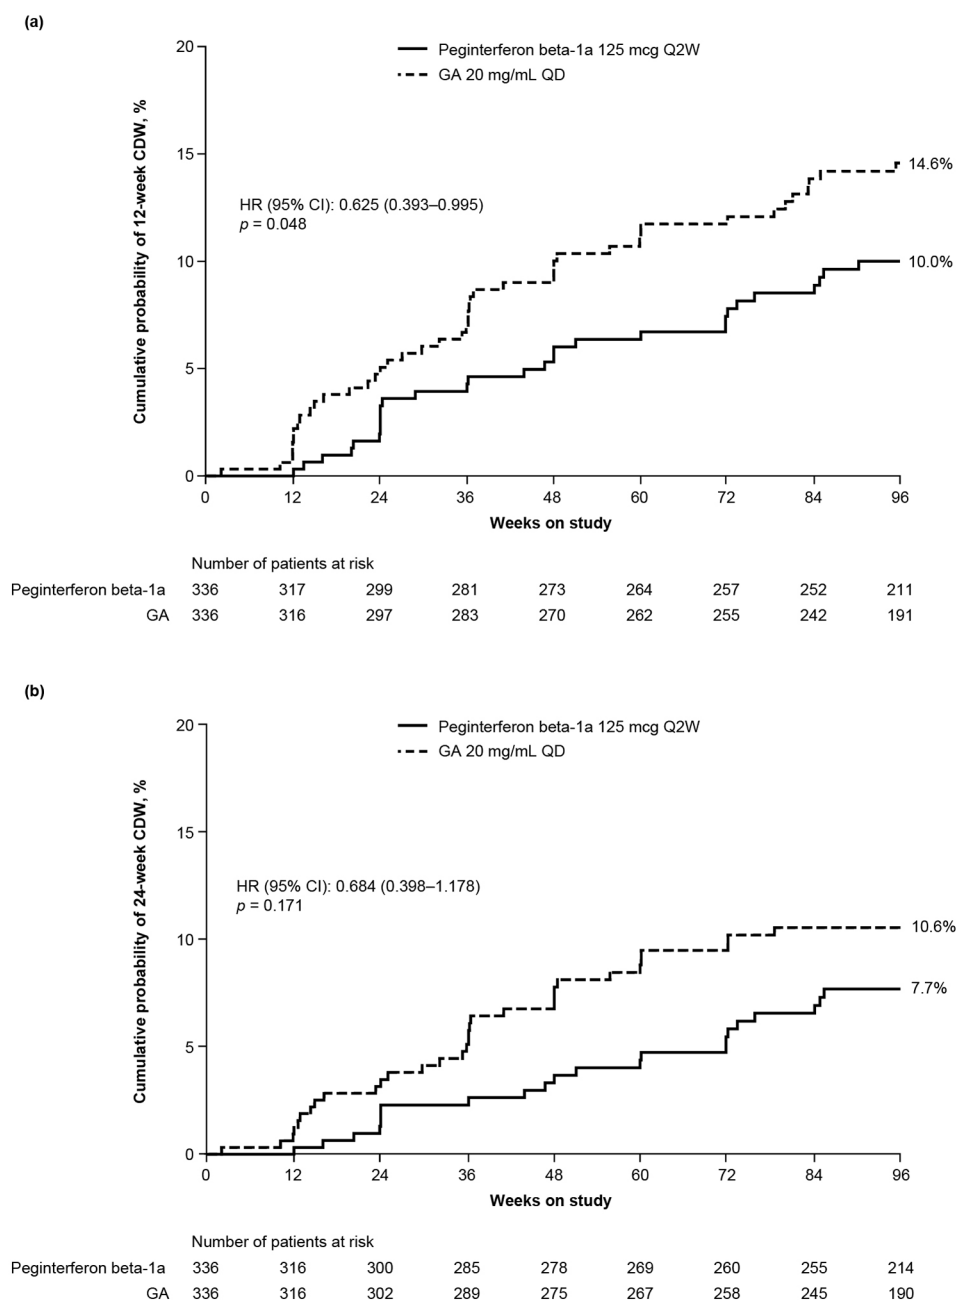 (a)
Peginterferon beta-1a 125 mcg Q2W
GA 20 mg/mL QD
Cumulative probability of 12-week CDW, %
20
15
10
5
0
HR (95% CI): 0.625 (0.393–0.995)
p = 0.048
14.6%
10.0%
0 12 24 36 48 60 72 84 96
Weeks on study
Number of patients at risk
Peginterferon beta-1a 336 317 299 281 273 264 257 252 211
GA 336 316 297 283 270 262 255 242 191
(b)
Peginterferon beta-1a 125 mcg Q2W
GA 20 mg/mL QD
Cumulative probability of 24-week CDW, %
20
15
10
5
0
HR (95% CI): 0.684 (0.398–1.178)
p = 0.171
10.6%
7.7%
0 12 24 36 48 60 72 84 96
Weeks on study
Number of patients at risk
Peginterferon beta-1a 336 316 300 285 278 269 260 255 214
GA 336 316 302 289 275 267 258 245 190